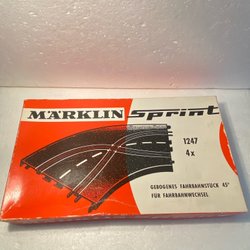 MÄRKLIN Sprint
1247
4x
GEBOGENES FAHRBAHNSTÜCK 45°
FÜR FAHRBAHNWECHSEL